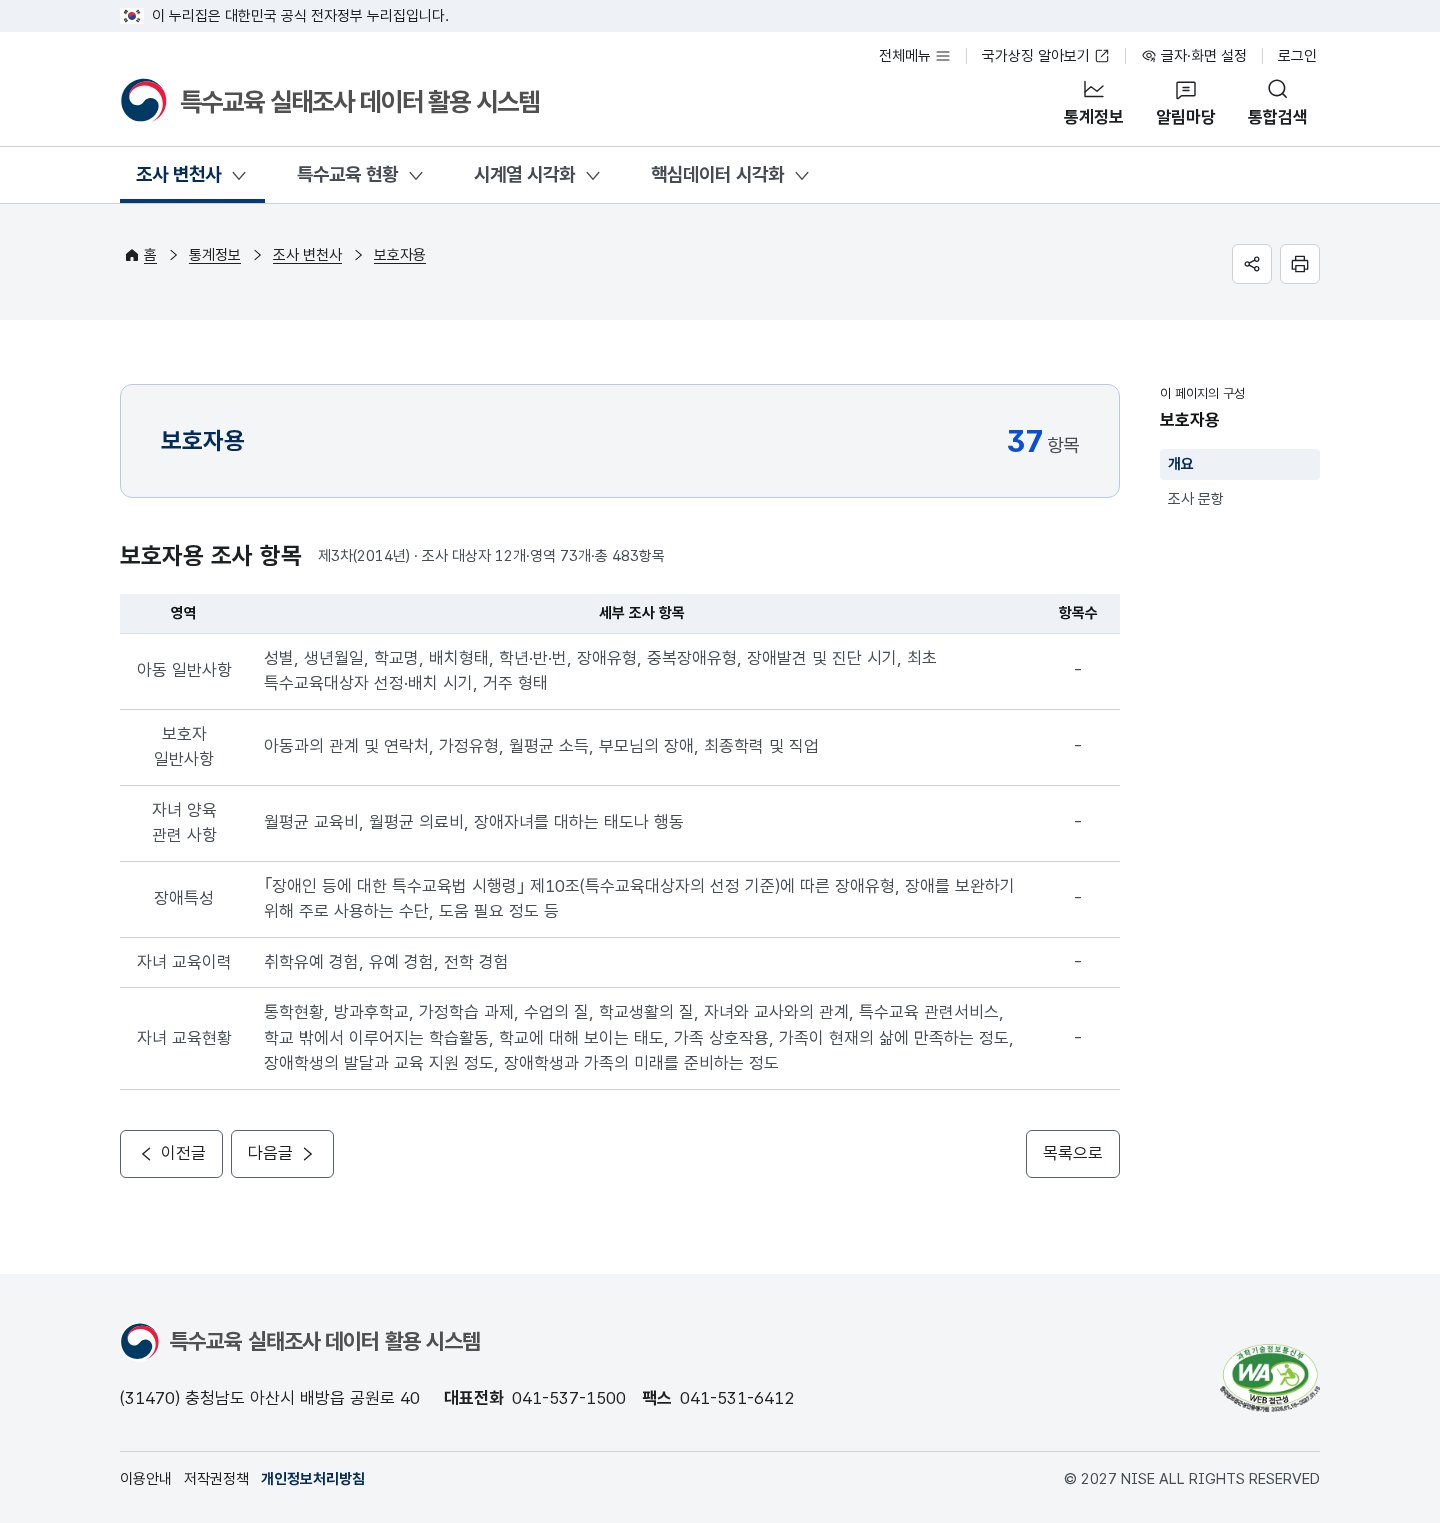 이 누리집은 대한민국 공식 전자정부 누리집입니다.
전체메뉴
국가상징 알아보기
글자·화면 설정
로그인
특수교육 실태조사 데이터 활용 시스템
통계정보
알림마당
통합검색
조사 변천사
특수교육 현황
시계열 시각화
핵심데이터 시각화
홈
통계정보
조사 변천사
보호자용
보호자용
37 항목
이 페이지의 구성
보호자용
개요
조사 문항
보호자용 조사 항목
제3차(2014년) · 조사 대상자 12개·영역 73개·총 483항목
영역
세부 조사 항목
항목수
아동 일반사항
성별, 생년월일, 학교명, 배치형태, 학년·반·번, 장애유형, 중복장애유형, 장애발견 및 진단 시기, 최초
특수교육대상자 선정·배치 시기, 거주 형태
-
보호자
일반사항
아동과의 관계 및 연락처, 가정유형, 월평균 소득, 부모님의 장애, 최종학력 및 직업
-
자녀 양육
관련 사항
월평균 교육비, 월평균 의료비, 장애자녀를 대하는 태도나 행동
-
장애특성
「장애인 등에 대한 특수교육법 시행령」 제10조(특수교육대상자의 선정 기준)에 따른 장애유형, 장애를 보완하기
위해 주로 사용하는 수단, 도움 필요 정도 등
-
자녀 교육이력
취학유예 경험, 유예 경험, 전학 경험
-
자녀 교육현황
통학현황, 방과후학교, 가정학습 과제, 수업의 질, 학교생활의 질, 자녀와 교사와의 관계, 특수교육 관련서비스,
학교 밖에서 이루어지는 학습활동, 학교에 대해 보이는 태도, 가족 상호작용, 가족이 현재의 삶에 만족하는 정도,
장애학생의 발달과 교육 지원 정도, 장애학생과 가족의 미래를 준비하는 정도
-
이전글
다음글
목록으로
특수교육 실태조사 데이터 활용 시스템
(31470) 충청남도 아산시 배방읍 공원로 40
대표전화 041-537-1500
팩스 041-531-6412
과학기술정보통신부
WA
WEB 접근성
이용안내
저작권정책
개인정보처리방침
© 2027 NISE ALL RIGHTS RESERVED